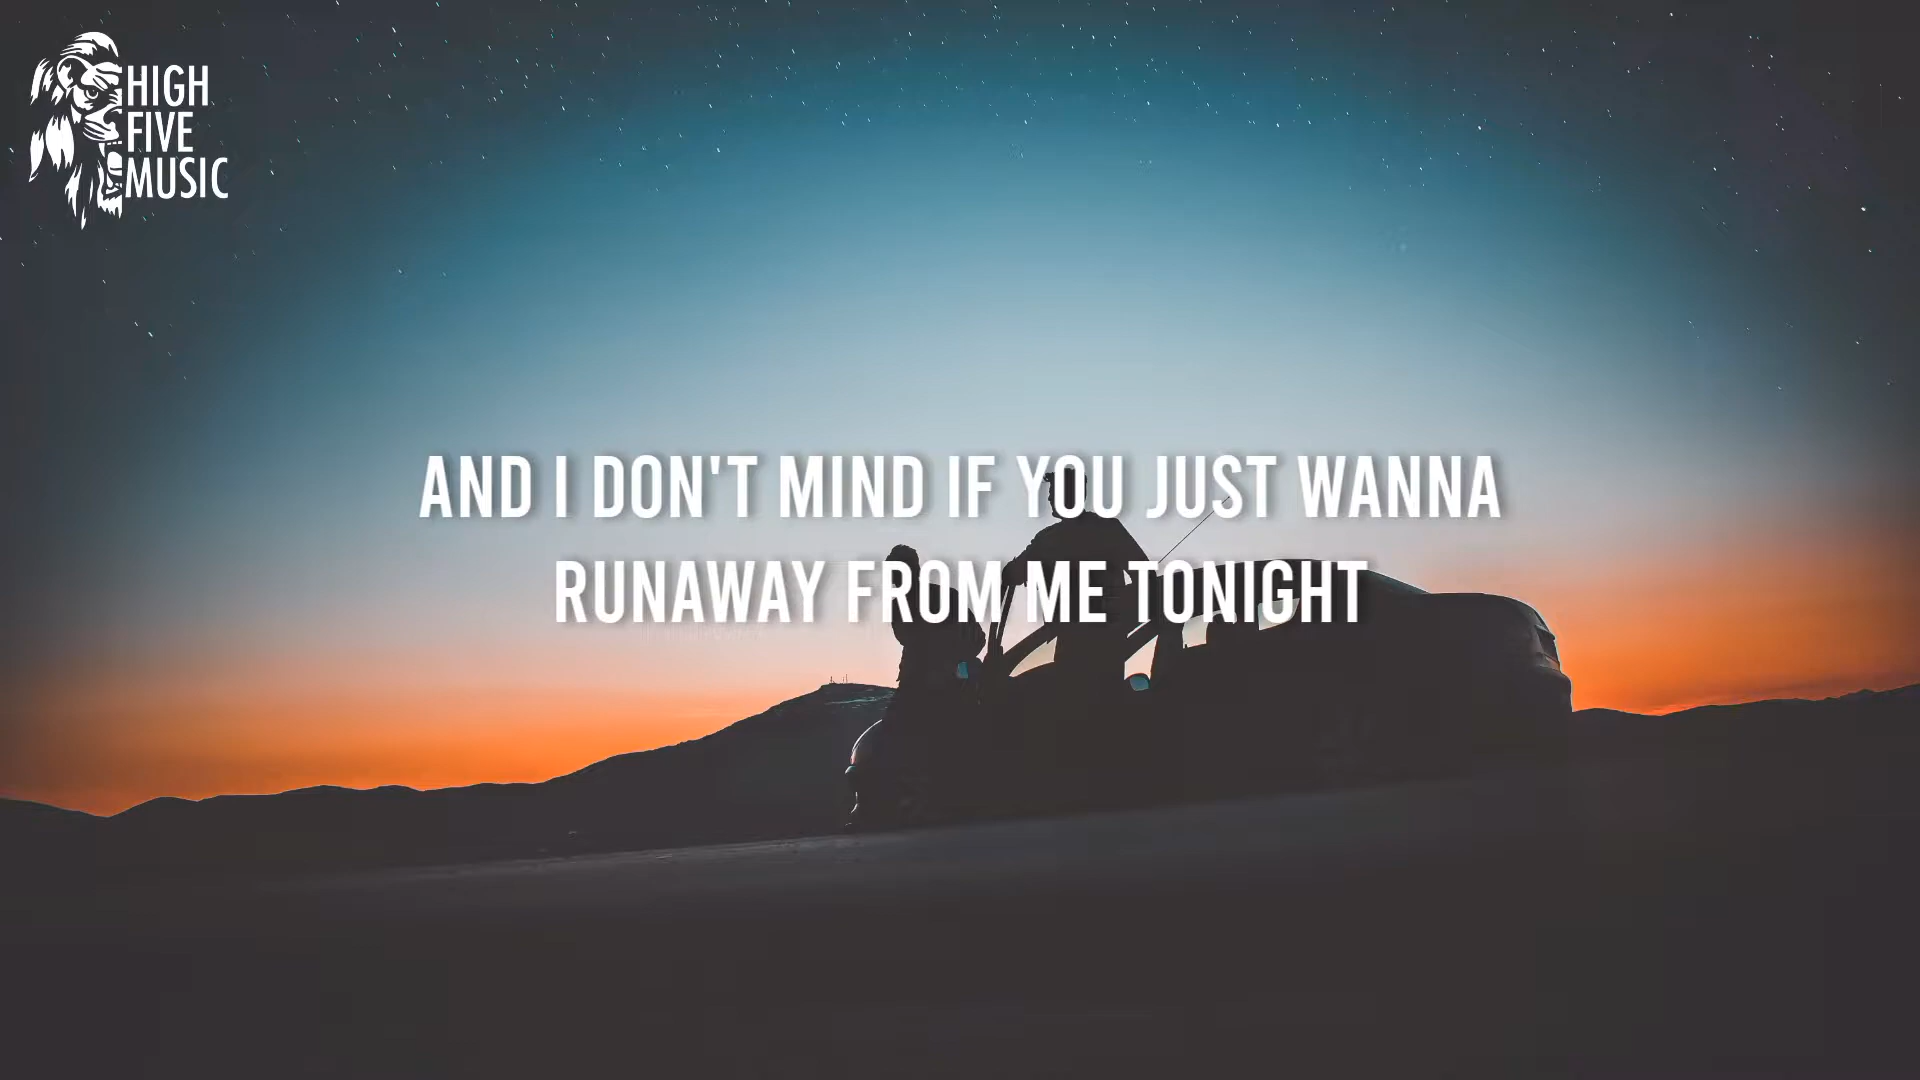 HIGH
FIVE
MUSIC
AND I DON'T MIND IF YOU JUST WANNA
RUNAWAY FROM ME TONIGHT